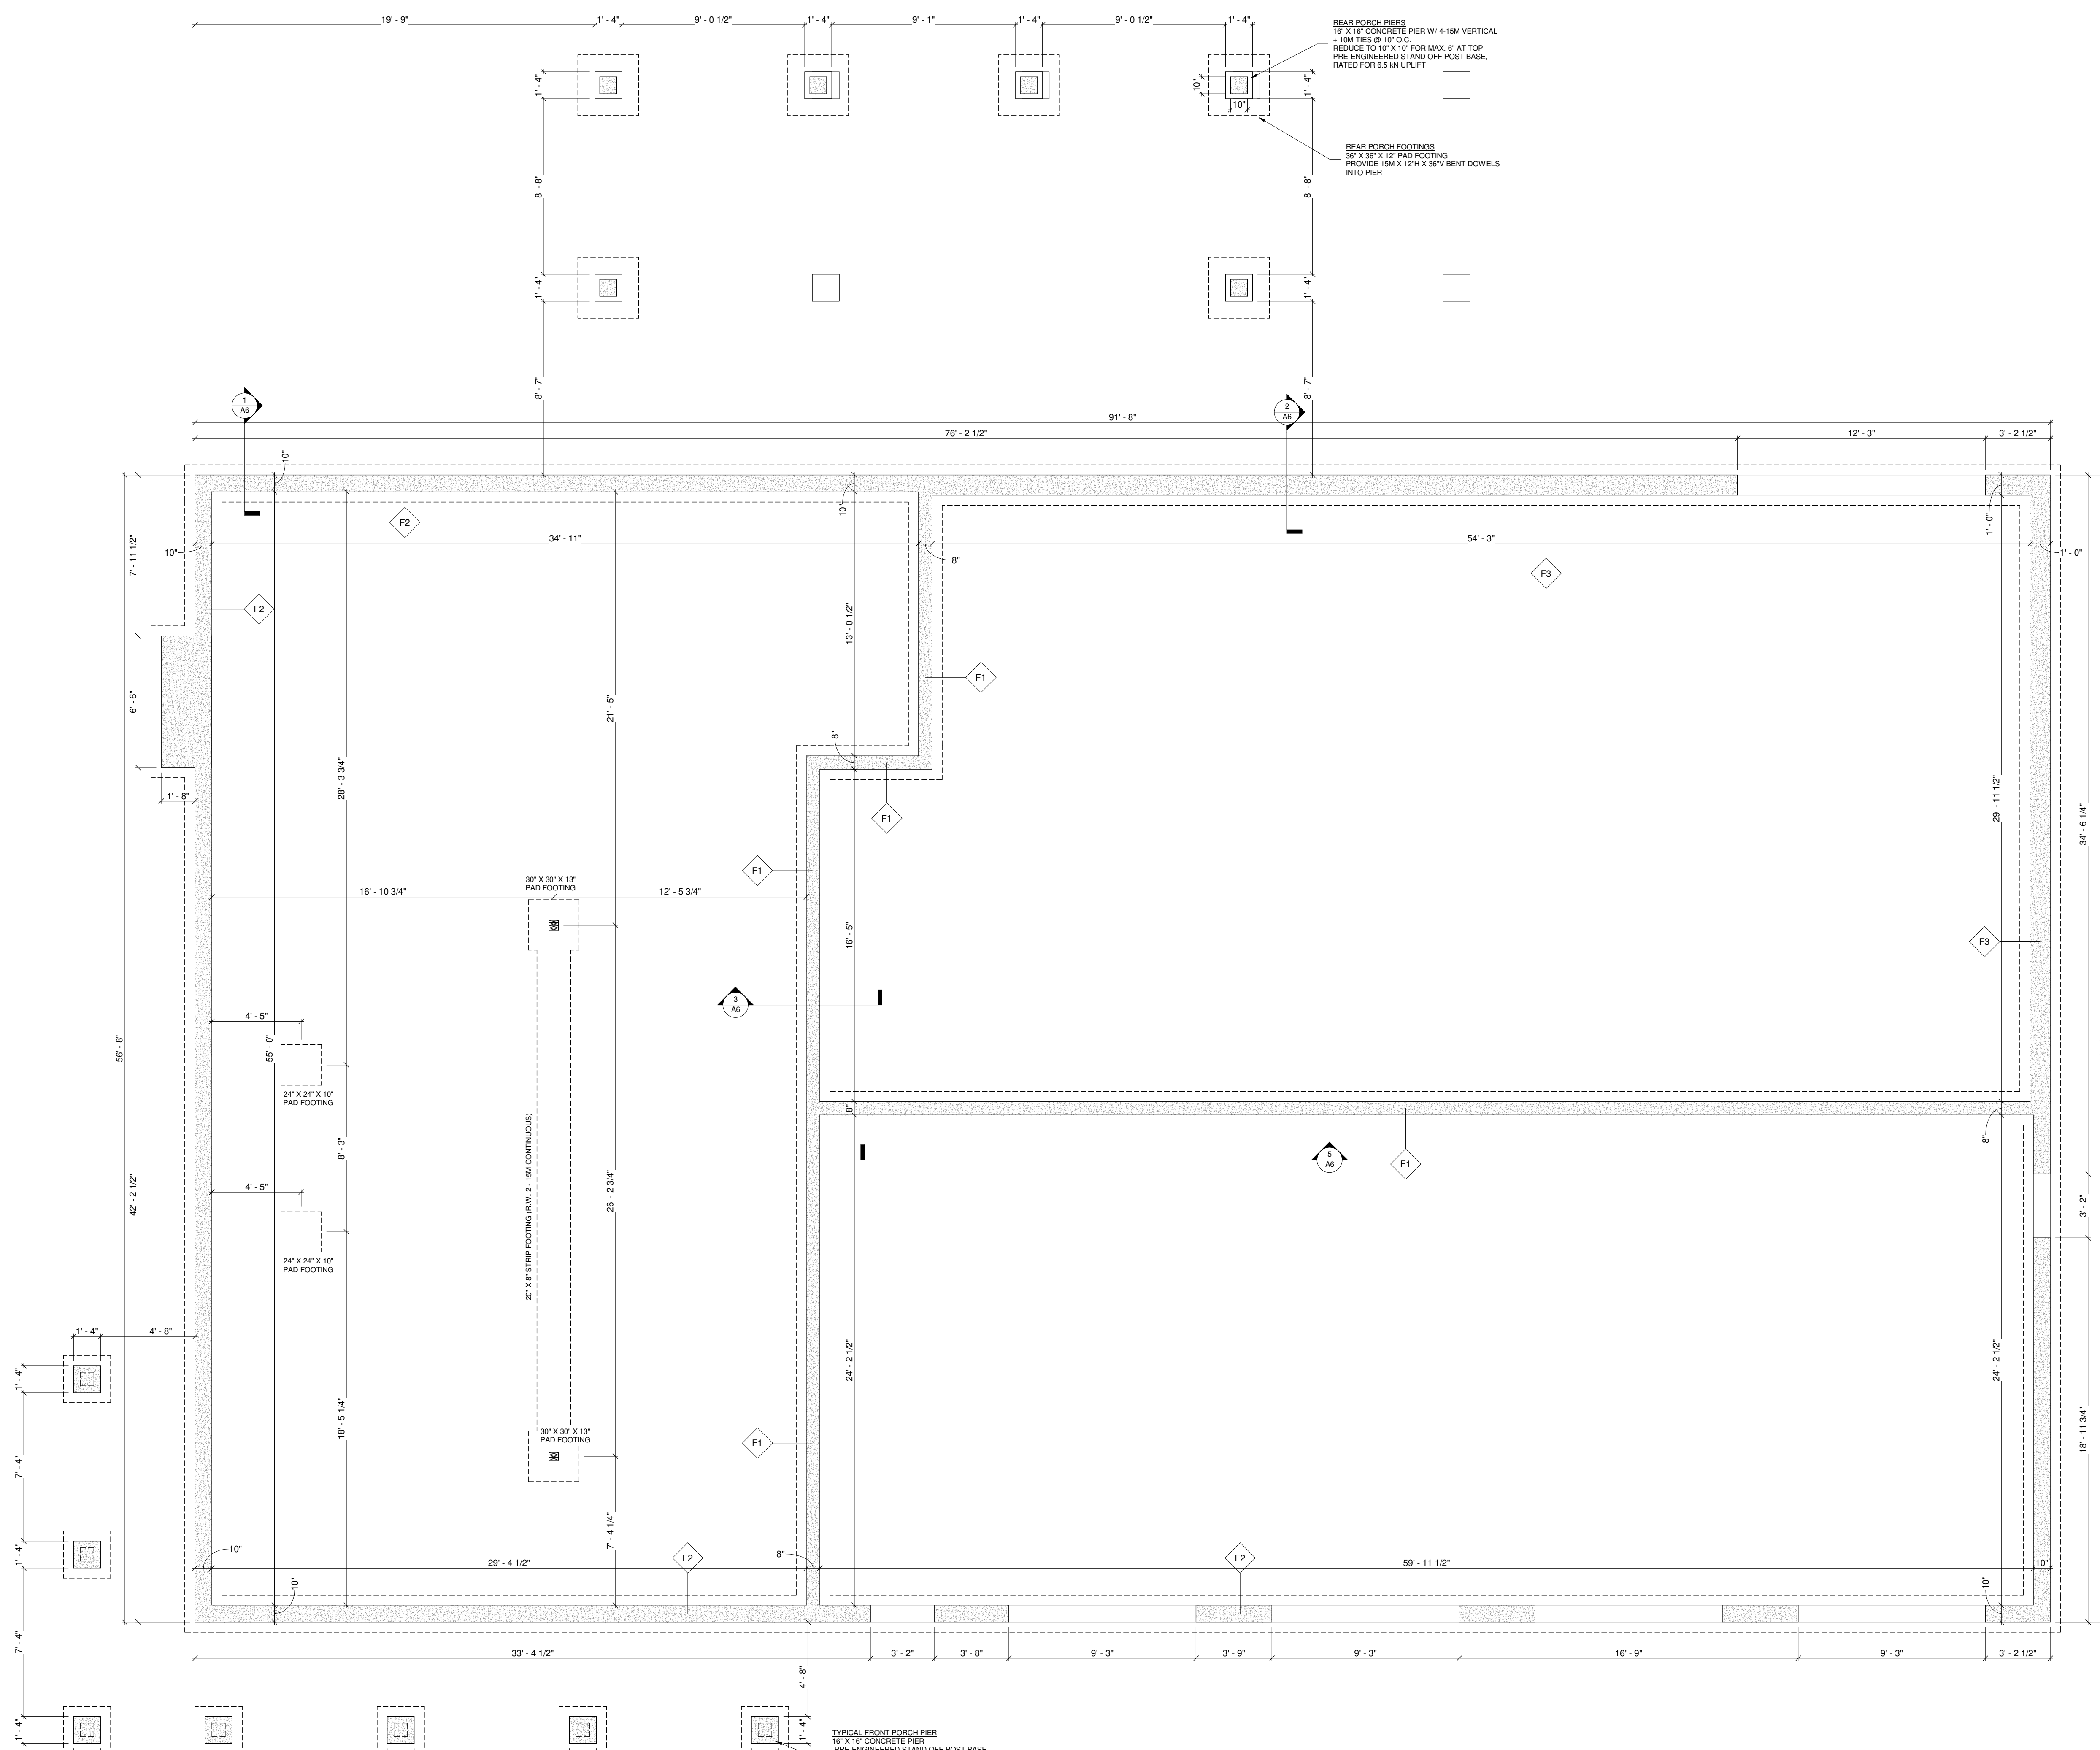 19' - 9"
1' - 4"
9' - 0 1/2"
1' - 4"
9' - 1"
1' - 4"
9' - 0 1/2"
1' - 4"
REAR PORCH PIERS
16" X 16" CONCRETE PIER W/ 4-15M VERTICAL
+ 10M TIES @ 10" O.C.
REDUCE TO 10" X 10" FOR MAX. 6" AT TOP
PRE-ENGINEERED STAND OFF POST BASE,
RATED FOR 6.5 kN UPLIFT
1' - 4"
10"
10"
1' - 4"
REAR PORCH FOOTINGS
36" X 36" X 12" PAD FOOTING
PROVIDE 15M X 12"H X 36"V BENT DOWELS
INTO PIER
8' - 8"
8' - 8"
1' - 4"
1' - 4"
8' - 7"
8' - 7"
1
A6
2
A6
91' - 8"
76' - 2 1/2"
12' - 3"
3' - 2 1/2"
10"
10"
1' - 0"
F2
7' - 11 1/2"
10"
34' - 11"
8"
54' - 3"
1' - 0"
F3
F2
13' - 0 1/2"
F1
6' - 6"
21' - 5"
8"
28' - 3 3/4"
1' - 8"
F1
29' - 11 1/2"
34' - 6 1/4"
F1
30" X 30" X 13"
PAD FOOTING
16' - 10 3/4"
12' - 5 3/4"
16' - 5"
F3
3
A6
4' - 5"
55' - 0"
56' - 8"
24" X 24" X 10"
PAD FOOTING
8"
8' - 3"
20" X 8" STRIP FOOTING (R.W. 2 - 15M CONTINUOUS)
8"
5
A6
F1
4' - 5"
42' - 2 1/2"
26' - 2 3/4"
3' - 2"
24" X 24" X 10"
PAD FOOTING
1' - 4"
4' - 8"
24' - 2 1/2"
24' - 2 1/2"
1' - 4"
18' - 5 1/4"
30" X 30" X 13"
PAD FOOTING
F1
18' - 11 3/4"
7' - 4"
7' - 4 1/4"
1' - 4"
10"
29' - 4 1/2"
F2
8"
F2
59' - 11 1/2"
10"
10"
10"
7' - 4"
33' - 4 1/2"
3' - 2"
3' - 8"
9' - 3"
3' - 9"
9' - 3"
16' - 9"
9' - 3"
3' - 2 1/2"
4' - 8"
1' - 4"
1' - 4"
TYPICAL FRONT PORCH PIER
16" X 16" CONCRETE PIER
PRE-ENGINEERED STAND OFF POST BASE